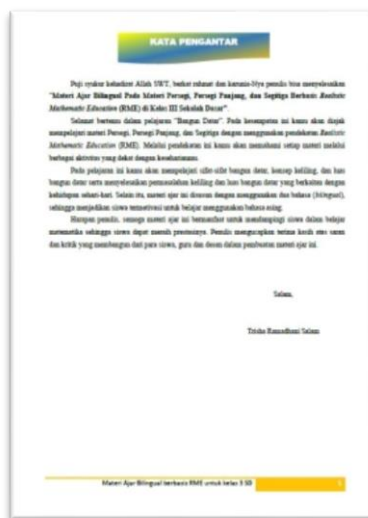 KATA PENGANTAR
Puji syukur kehadirat Allah SWT, berkat rahmat dan karunia-Nya penulis bisa menyelesaikan
"Materi Ajar Bilingual Pada Materi Persegi, Persegi Panjang, dan Segitiga Berbasis Realistic
Mathematic Education (RME) di Kelas III Sekolah Dasar".
Selamat bertemu dalam pelajaran "Bangun Datar". Pada kesempatan ini kamu akan diajak
mempelajari materi Persegi, Persegi Panjang, dan Segitiga dengan menggunakan pendekatan Realistic
Mathematic Education (RME). Melalui pendekatan ini kamu akan memahami setiap materi melalui
berbagai aktivitas yang dekat dengan keseharianmu.
Pada pelajaran ini kamu akan mempelajari sifat-sifat bangun datar, konsep keliling, dan luas
bangun datar serta menyelesaikan permasalahan keliling dan luas bangun datar yang berkaitan dengan
kehidupan sehari-hari. Selain itu, materi ajar ini disusun dengan menggunakan dua bahasa (bilingual),
sehingga menjadikan siswa termotivasi untuk belajar menggunakan bahasa asing.
Harapan penulis, semoga materi ajar ini bermanfaat untuk mendampingi siswa dalam belajar
matematika sehingga siswa dapat meraih prestasinya. Penulis mengucapkan terima kasih atas saran
dan kritik yang membangun dari para siswa, guru dan dosen dalam pembuatan materi ajar ini.
Salam,
Trisha Ramadhani Salam
Materi Ajar Bilingual berbasis RME untuk kelas 3 SD